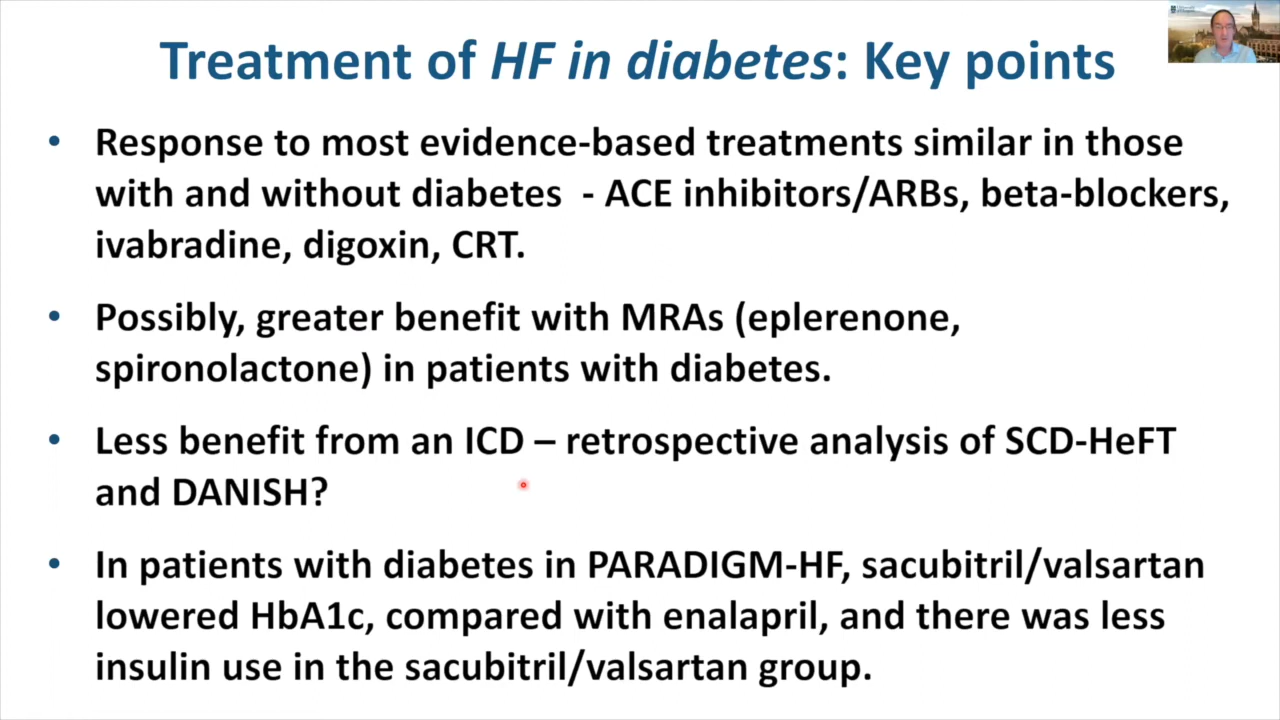 Treatment of HF in diabetes: Key points
• Response to most evidence-based treatments similar in those
with and without diabetes - ACE inhibitors/ARBs, beta-blockers,
ivabradine, digoxin, CRT.
• Possibly, greater benefit with MRAs (eplerenone,
spironolactone) in patients with diabetes.
• Less benefit from an ICD – retrospective analysis of SCD-HeFT
and DANISH?
• In patients with diabetes in PARADIGM-HF, sacubitril/valsartan
lowered HbA1c, compared with enalapril, and there was less
insulin use in the sacubitril/valsartan group.